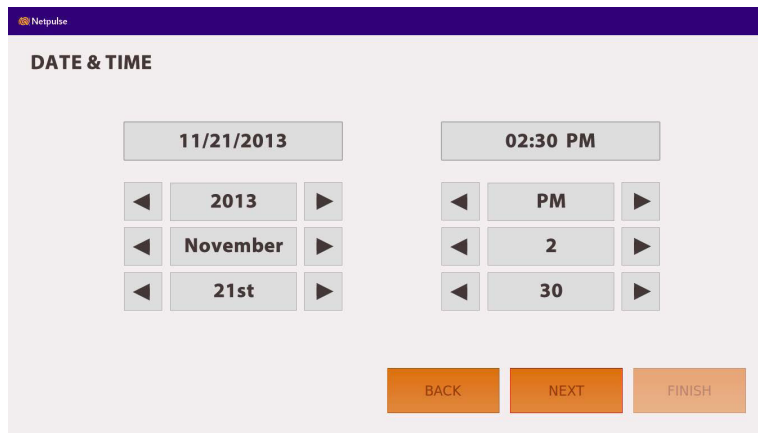 Netpulse
DATE & TIME
11/21/2013 02:30 PM
2013 PM
November 2
21st 30
BACK NEXT FINISH